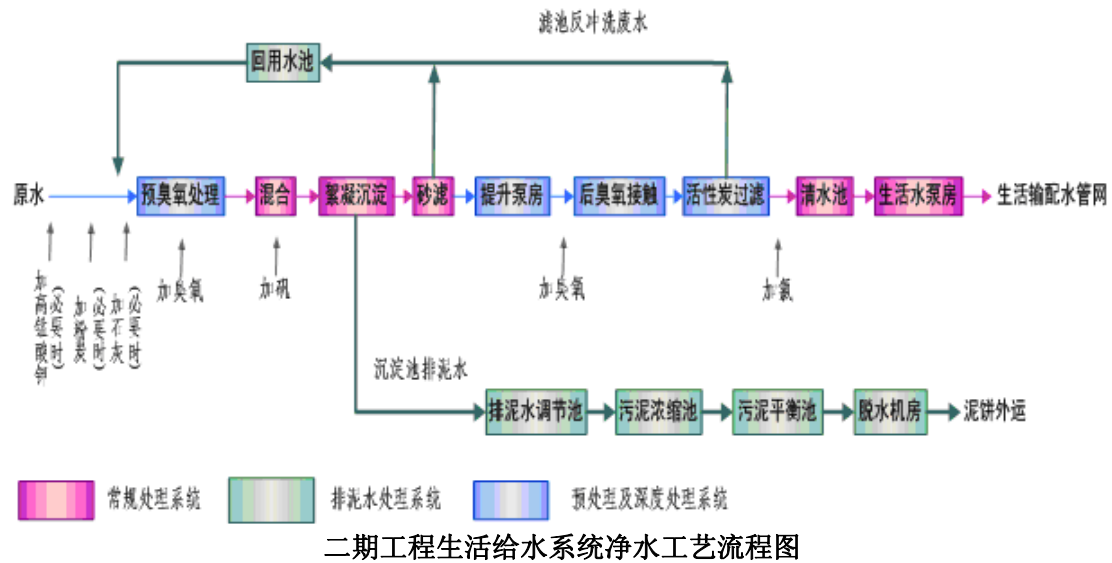 滤池反冲洗废水
回用水池
原水
预臭氧处理
混合
絮凝沉淀
砂滤
提升泵房
后臭氧接触
活性炭过滤
清水池
生活水泵房
生活输配水管网
加高锰酸钾
(必要时)
加粉炭
(必要时)
加石灰
(必要时)
加臭氧
加矾
加臭氧
加氯
沉淀池排泥水
排泥水调节池
污泥浓缩池
污泥平衡池
脱水机房
泥饼外运
常规处理系统
排泥水处理系统
预处理及深度处理系统
二期工程生活给水系统净水工艺流程图